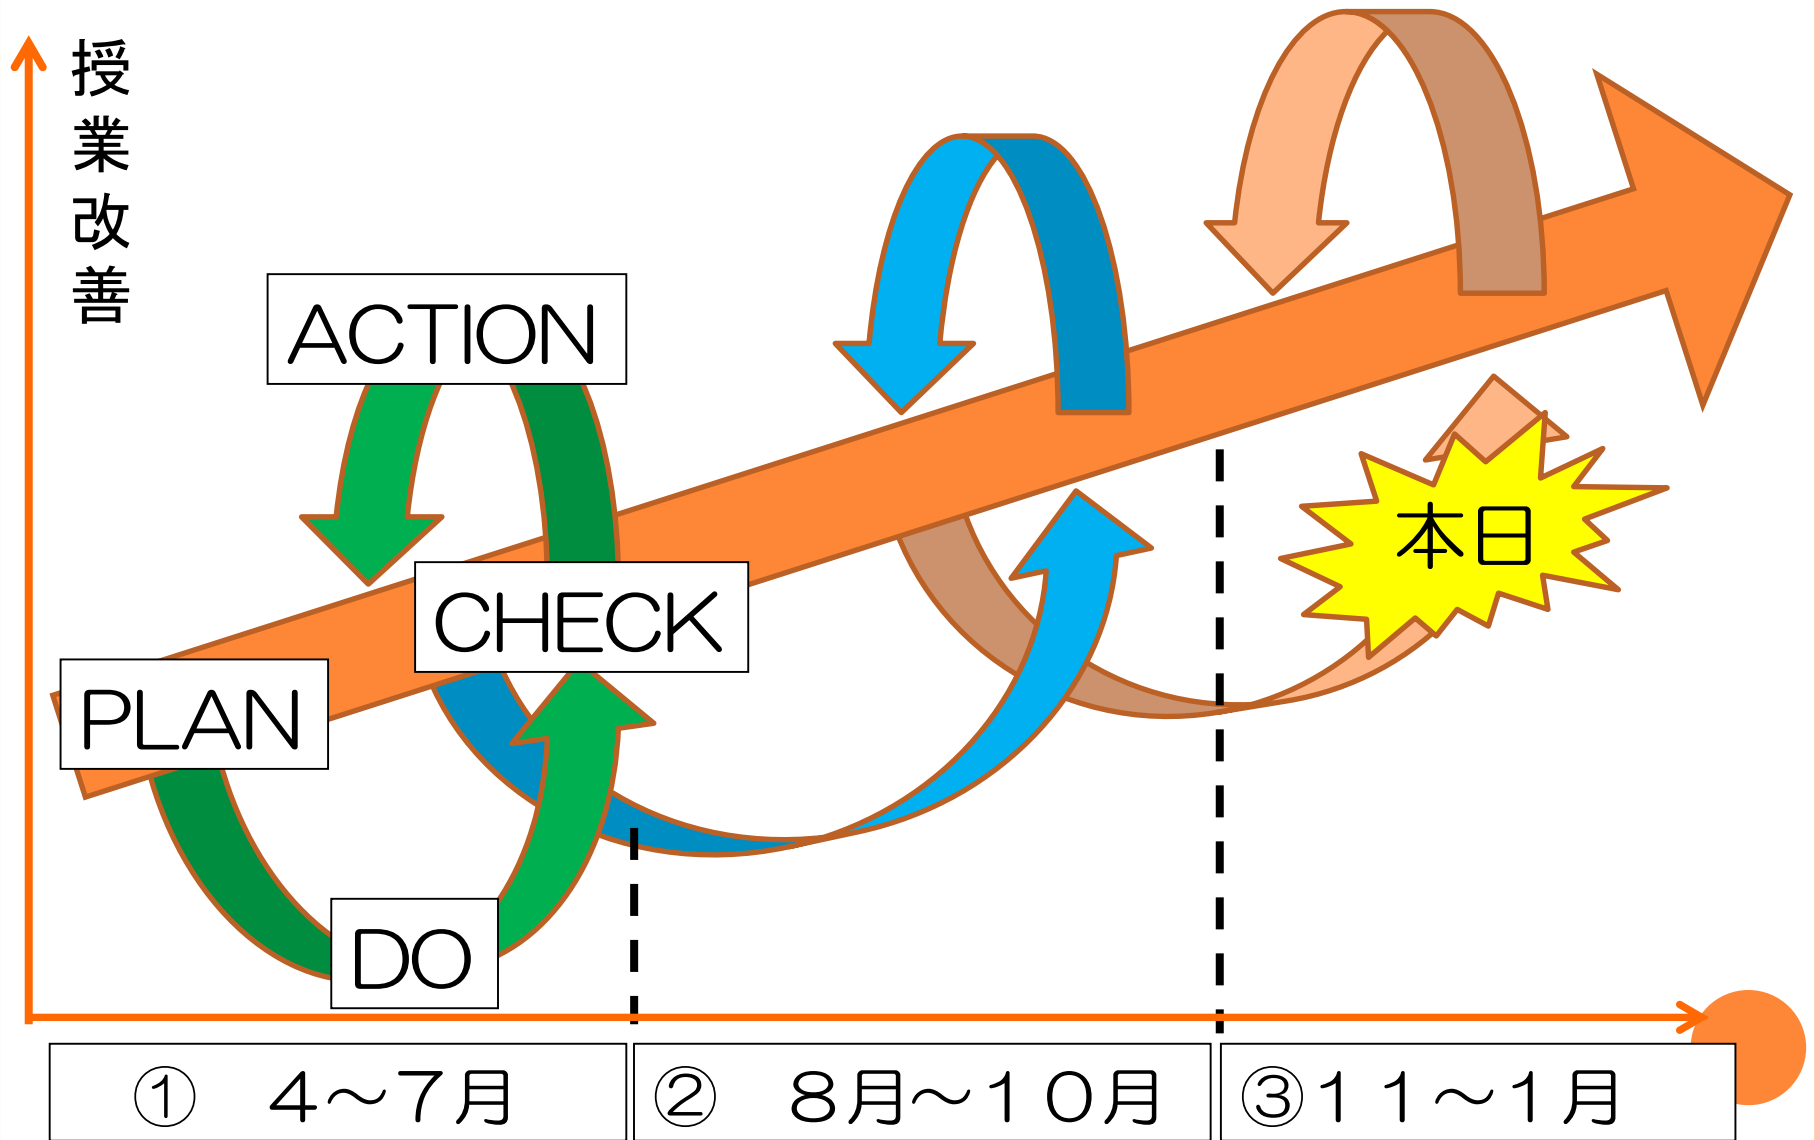 授業改善
ACTION
CHECK
PLAN
DO
本日
①　４～７月
②　８月～１０月
③１１～１月